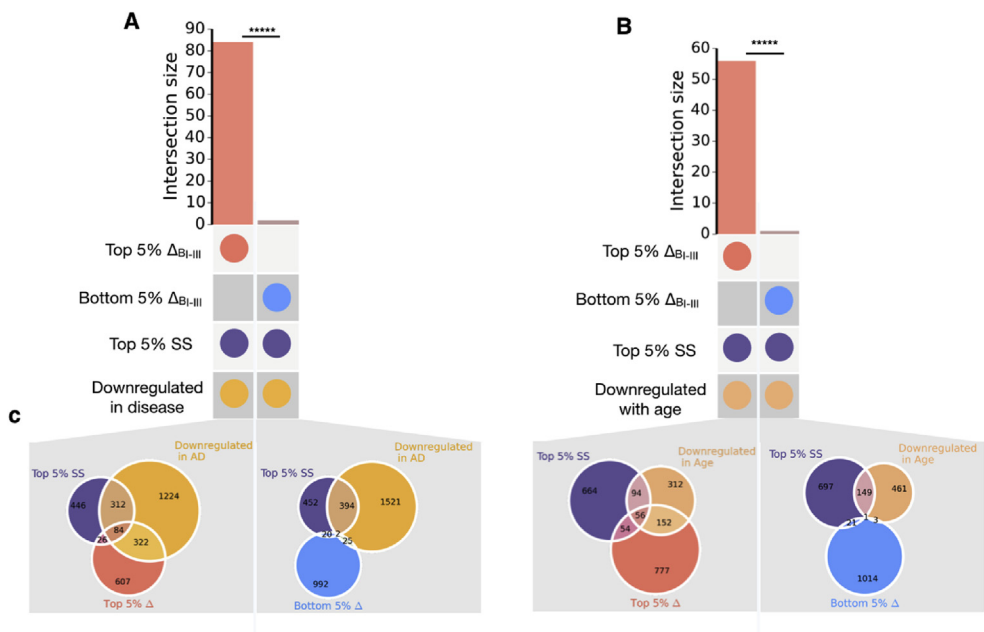 A
B
90
80
70
60
50
40
30
20
10
0
Intersection size
*****
Top 5% ΔBI-III
Bottom 5% ΔBI-III
Top 5% SS
Downregulated
in disease
60
50
40
30
20
10
0
Intersection size
*****
Top 5% ΔBI-III
Bottom 5% ΔBI-III
Top 5% SS
Downregulated
with age
C
Top 5% SS
Downregulated
in AD
446
312
1224
84
26
322
607
Top 5% Δ
Top 5% SS
Downregulated
in AD
452
394
1521
20
2
25
992
Bottom 5% Δ
Top 5% SS
Downregulated
in Age
664
94
312
56
54
152
777
Top 5% Δ
Top 5% SS
Downregulated
in Age
697
149
461
21
1
3
1014
Bottom 5% Δ